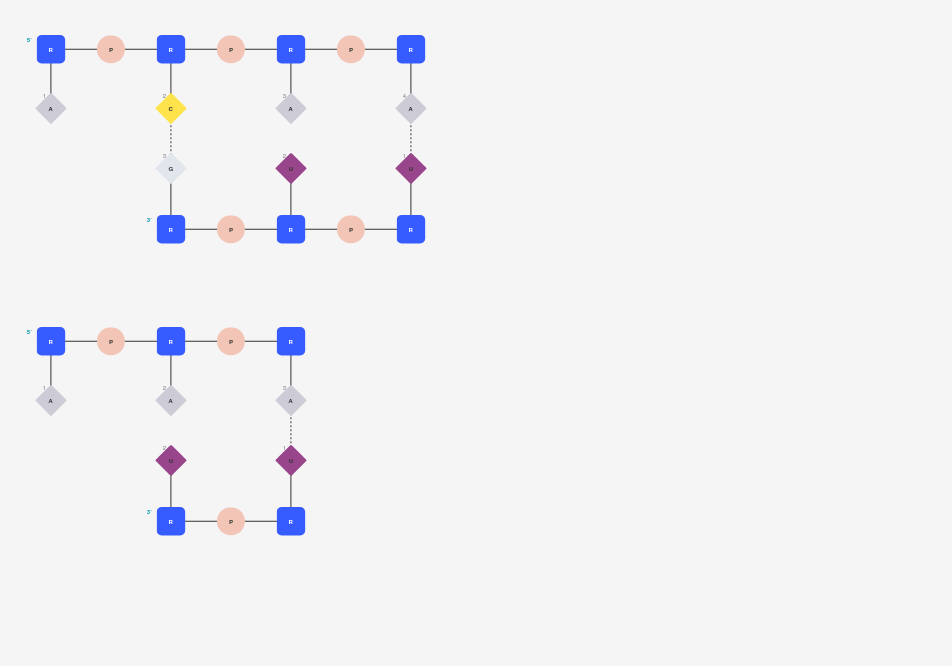 5'
R P R P R P R
1 2 3 4
A C A A
3 2 1
G U U
3'
R P R P R
5'
R P R P R
1 2 3
A A A
2 1
U U
3'
R P R